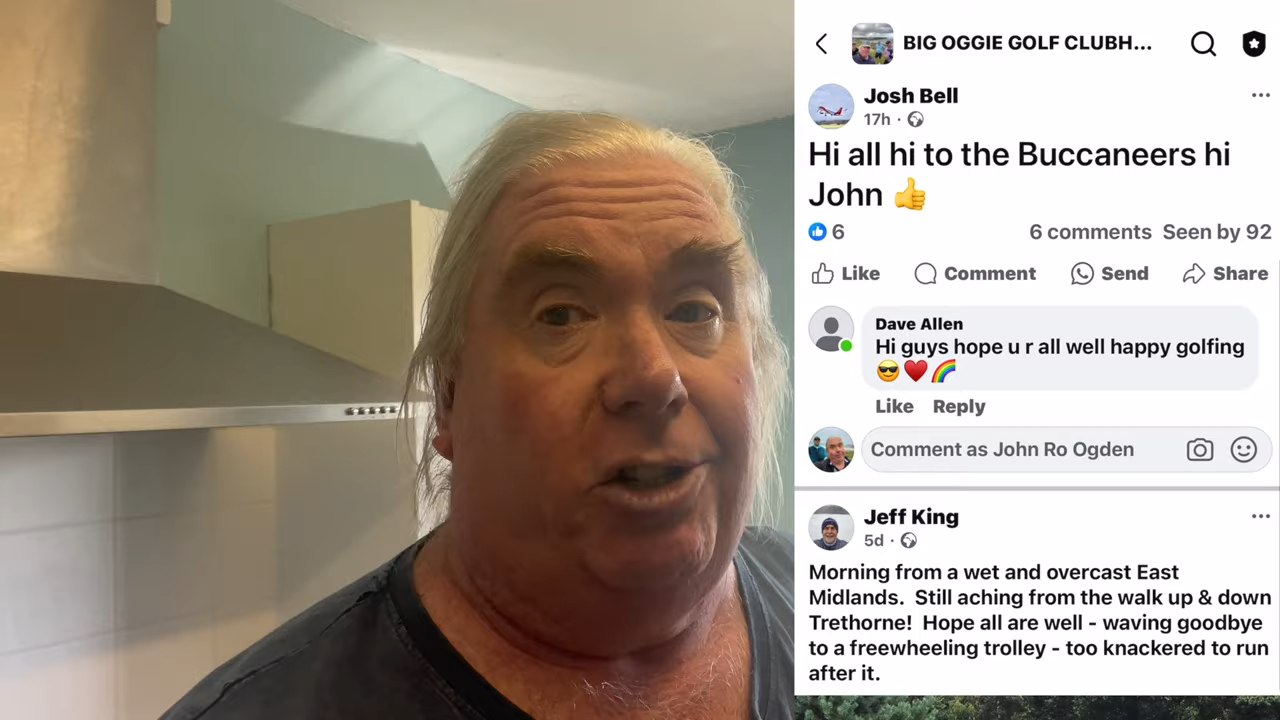 BIG OGGIE GOLF CLUBH...
Josh Bell
17h ·
Hi all hi to the Buccaneers hi
John 👍
6
6 comments Seen by 92
Like Comment Send Share
Dave Allen
Hi guys hope u r all well happy golfing
😎❤️🌈
Like Reply
Comment as John Ro Ogden
Jeff King
5d ·
Morning from a wet and overcast East
Midlands. Still aching from the walk up & down
Trethorne! Hope all are well - waving goodbye
to a freewheeling trolley - too knackered to run
after it.